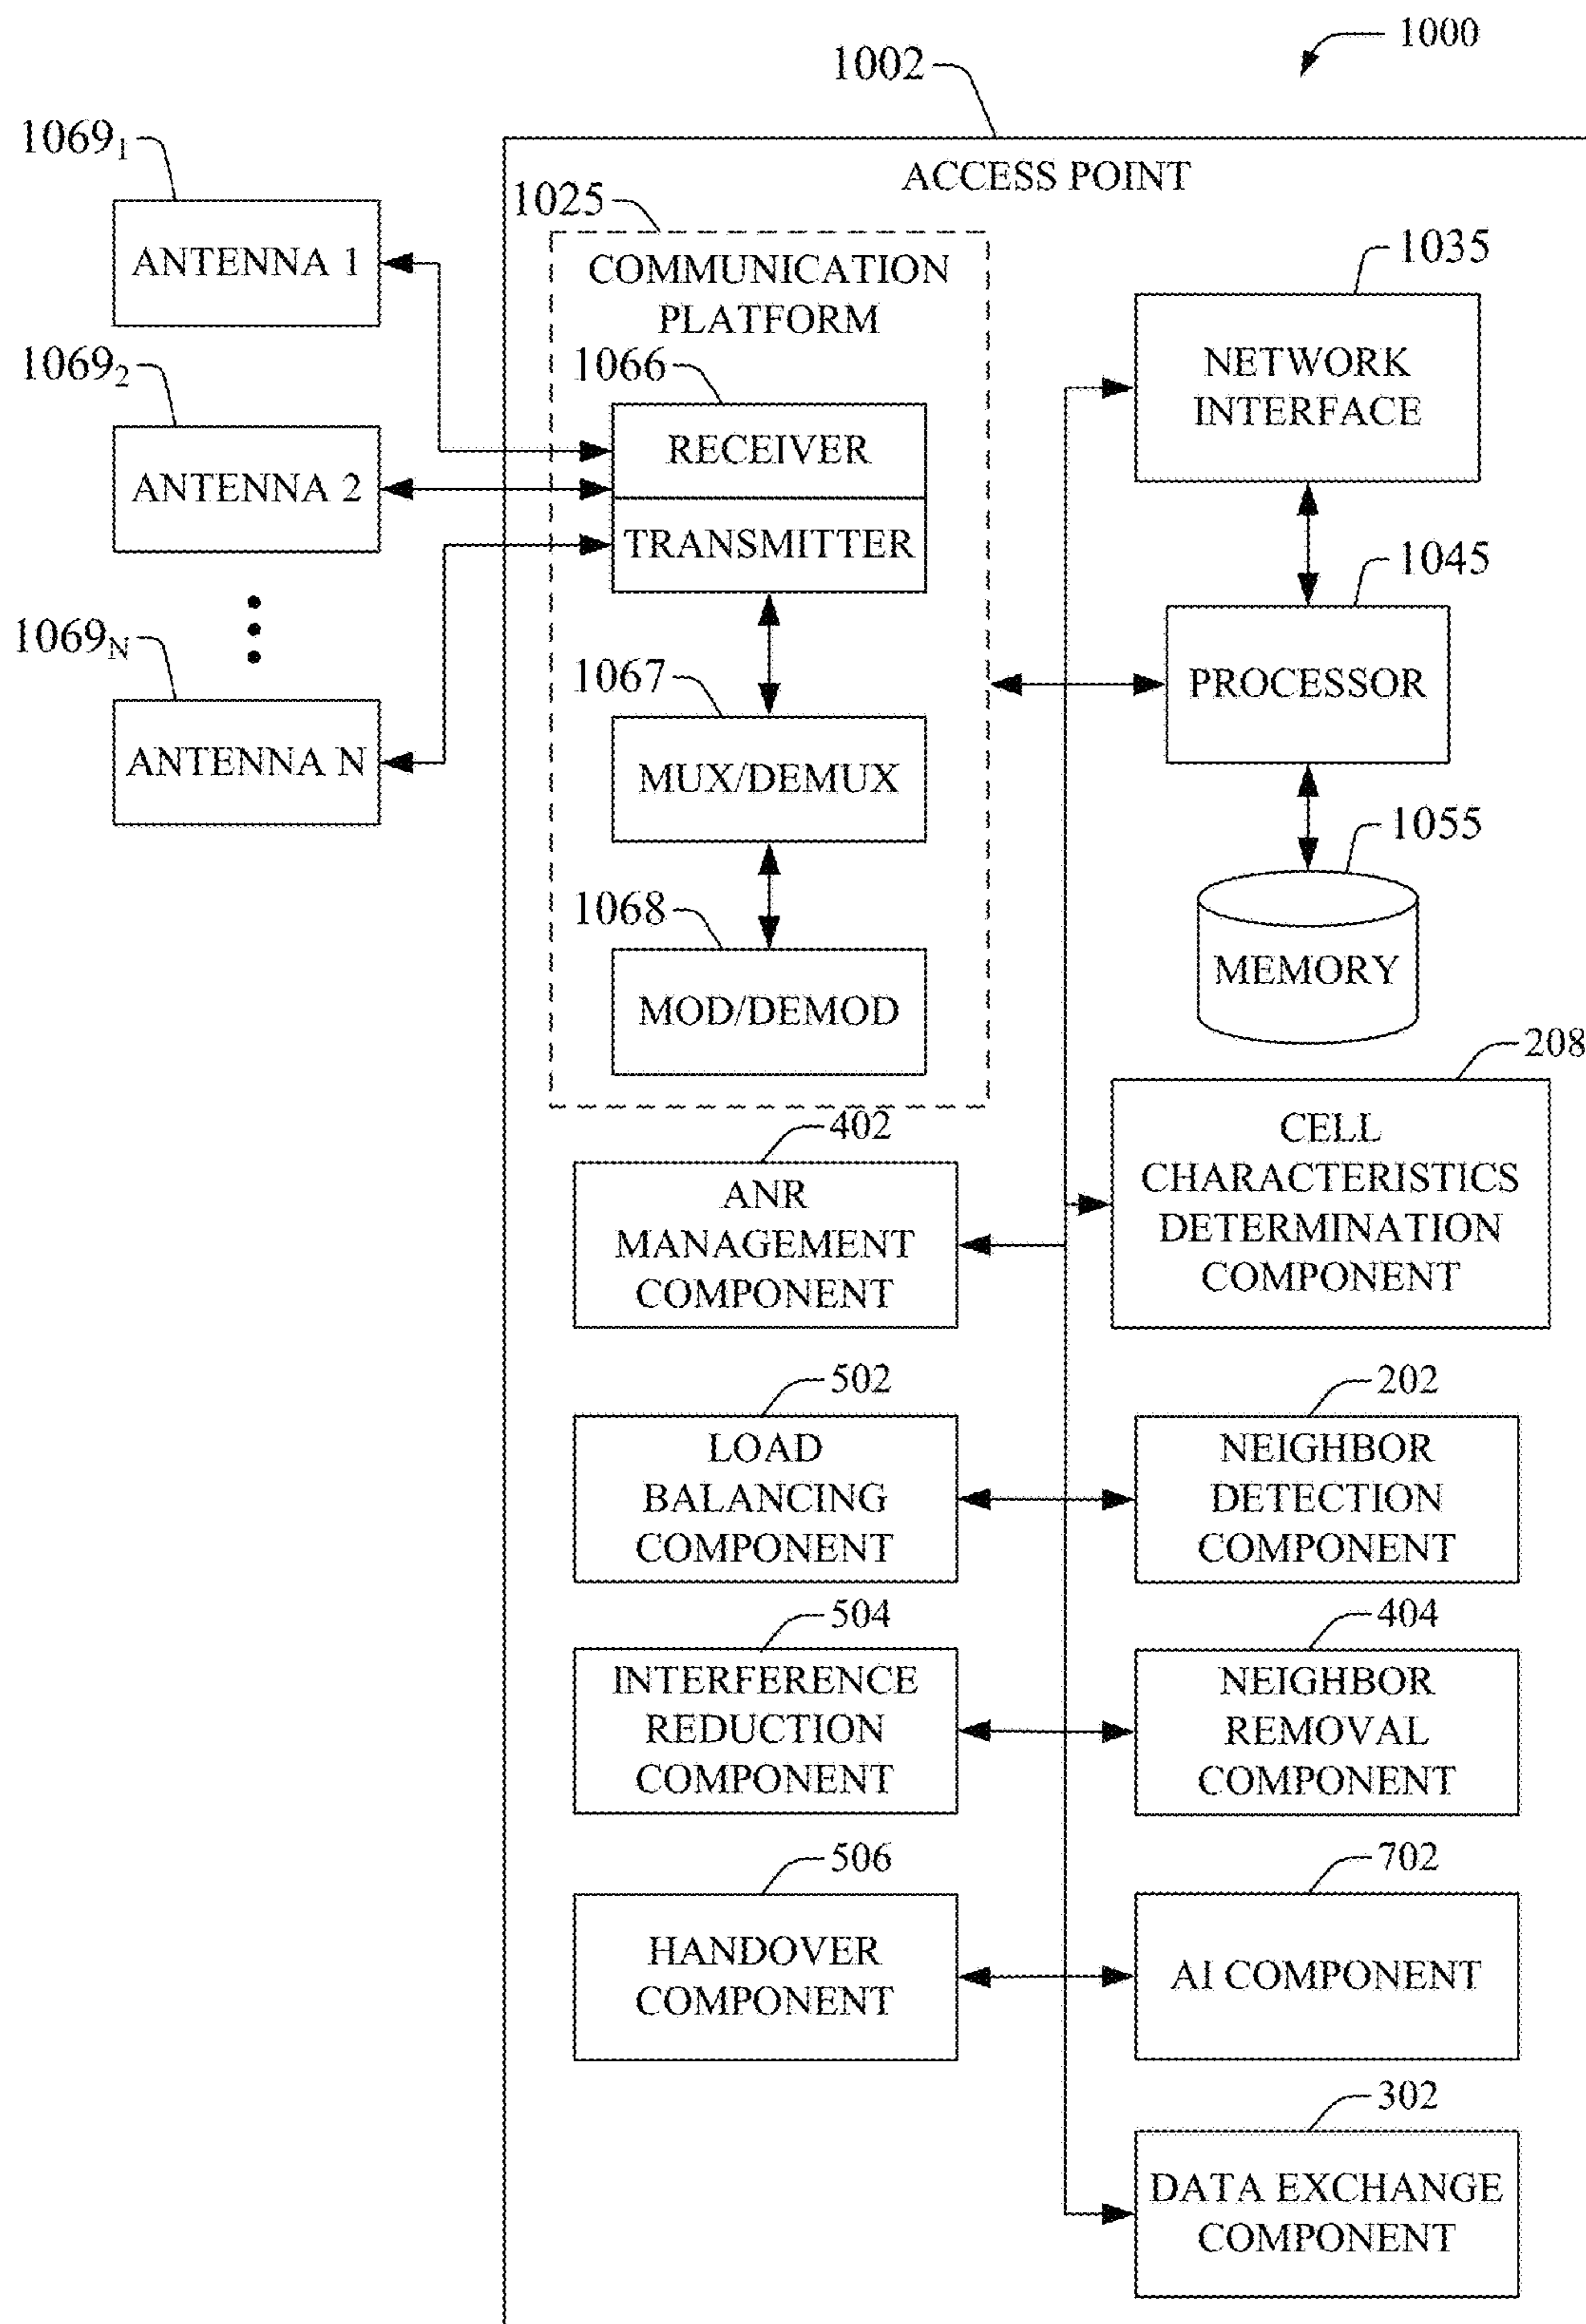 1000
1002
ACCESS POINT
1069₁
ANTENNA 1
1069₂
ANTENNA 2
1069N
ANTENNA N
1025
COMMUNICATION
PLATFORM
1066
RECEIVER
TRANSMITTER
1067
MUX/DEMUX
1068
MOD/DEMOD
1035
NETWORK
INTERFACE
1045
PROCESSOR
1055
MEMORY
208
CELL
CHARACTERISTICS
DETERMINATION
COMPONENT
402
ANR
MANAGEMENT
COMPONENT
502
LOAD
BALANCING
COMPONENT
202
NEIGHBOR
DETECTION
COMPONENT
504
INTERFERENCE
REDUCTION
COMPONENT
404
NEIGHBOR
REMOVAL
COMPONENT
506
HANDOVER
COMPONENT
702
AI COMPONENT
302
DATA EXCHANGE
COMPONENT